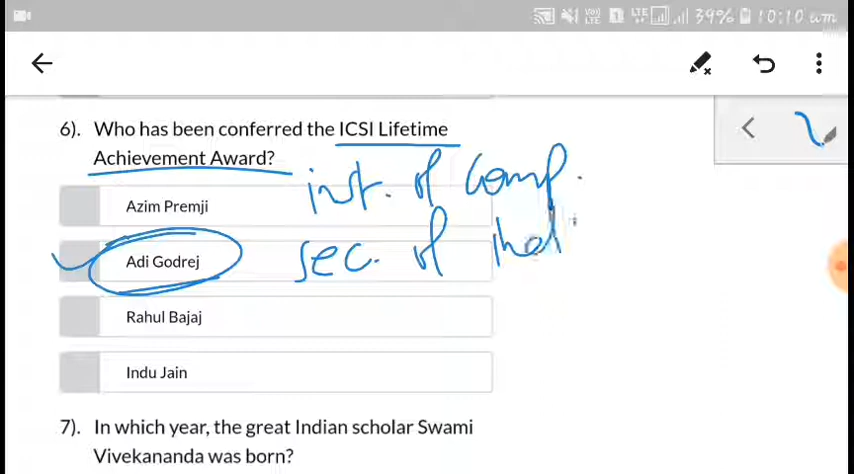 39% 10:10 am
6). Who has been conferred the ICSI Lifetime
Achievement Award?
inst. of comp.
Azim Premji
sec. of
Adi Godrej
Rahul Bajaj
Indu Jain
7). In which year, the great Indian scholar Swami
Vivekananda was born?